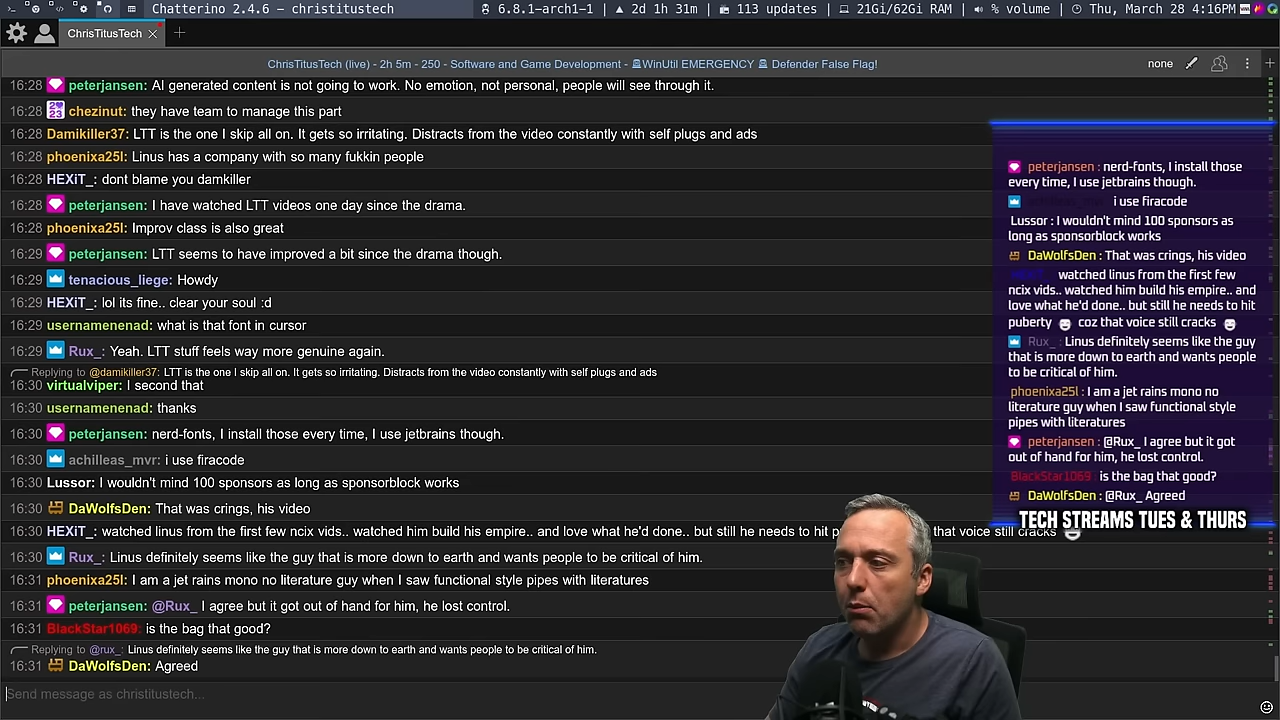 Chatterino 2.4.6 - christitustech
6.8.1-arch1-1 | ▲ 2d 1h 31m | 113 updates | 21Gi/62Gi RAM | % volume | Thu, March 28 4:16PM
ChrisTitusTech
ChrisTitusTech (live) - 2h 5m - 250 - Software and Game Development - 🚨WinUtil EMERGENCY 🚨 Defender False Flag!
none
16:28 peterjansen: AI generated content is not going to work. No emotion, not personal, people will see through it.
16:28 chezinut: they have team to manage this part
16:28 Damikiller37: LTT is the one I skip all on. It gets so irritating. Distracts from the video constantly with self plugs and ads
16:28 phoenixa25l: Linus has a company with so many fukkin people
16:28 HEXiT_: dont blame you damkiller
16:28 peterjansen: I have watched LTT videos one day since the drama.
16:28 phoenixa25l: Improv class is also great
16:29 peterjansen: LTT seems to have improved a bit since the drama though.
16:29 tenacious_liege: Howdy
16:29 HEXiT_: lol its fine.. clear your soul :d
16:29 usernamenenad: what is that font in cursor
16:29 Rux_: Yeah. LTT stuff feels way more genuine again.
Replying to @damikiller37: LTT is the one I skip all on. It gets so irritating. Distracts from the video constantly with self plugs and ads
16:30 virtualviper: I second that
16:30 usernamenenad: thanks
16:30 peterjansen: nerd-fonts, I install those every time, I use jetbrains though.
16:30 achilleas_mvr: i use firacode
16:30 Lussor: I wouldn't mind 100 sponsors as long as sponsorblock works
16:30 DaWolfsDen: That was crings, his video
16:30 HEXiT_: watched linus from the first few ncix vids.. watched him build his empire.. and love what he'd done.. but still he needs to hit p that voice still cracks
16:30 Rux_: Linus definitely seems like the guy that is more down to earth and wants people to be critical of him.
16:31 phoenixa25l: I am a jet rains mono no literature guy when I saw functional style pipes with literatures
16:31 peterjansen: @Rux_ I agree but it got out of hand for him, he lost control.
16:31 BlackStar1069: is the bag that good?
Replying to @rux_: Linus definitely seems like the guy that is more down to earth and wants people to be critical of him.
16:31 DaWolfsDen: Agreed
Send message as christitustech...
peterjansen : nerd-fonts, I install those
every time, I use jetbrains though.
achilleas_mvr : i use firacode
Lussor : I wouldn't mind 100 sponsors as
long as sponsorblock works
DaWolfsDen : That was crings, his video
HEXiT_ : watched linus from the first few
ncix vids.. watched him build his empire.. and
love what he'd done.. but still he needs to hit
puberty coz that voice still cracks
Rux_ : Linus definitely seems like the guy
that is more down to earth and wants people
to be critical of him.
phoenixa25l : I am a jet rains mono no
literature guy when I saw functional style
pipes with literatures
peterjansen : @Rux_ I agree but it got
out of hand for him, he lost control.
BlackStar1069 : is the bag that good?
DaWolfsDen : @Rux_ Agreed
TECH STREAMS TUES & THURS